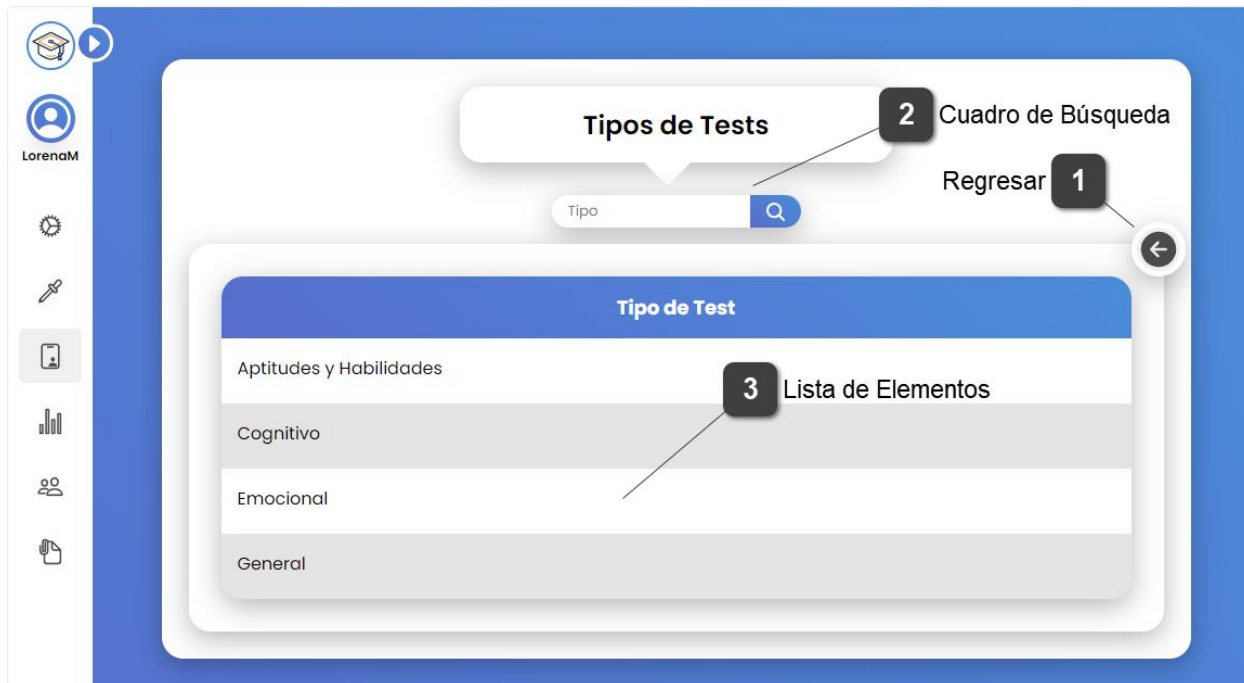 LorenaM
Tipos de Tests
2 Cuadro de Búsqueda
Regresar 1
Tipo
Tipo de Test
Aptitudes y Habilidades
3 Lista de Elementos
Cognitivo
Emocional
General